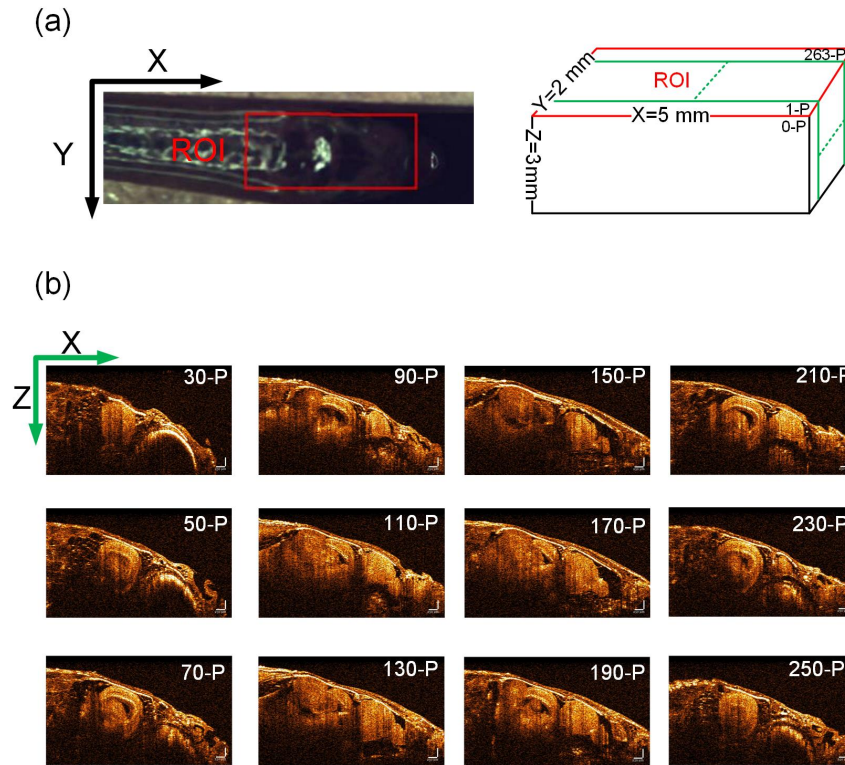 (a)
X
Y
ROI
263-P
ROI
Y=2 mm
1-P
X=5 mm
0-P
Z=3mm
(b)
X
Z
30-P
90-P
150-P
210-P
50-P
110-P
170-P
230-P
70-P
130-P
190-P
250-P